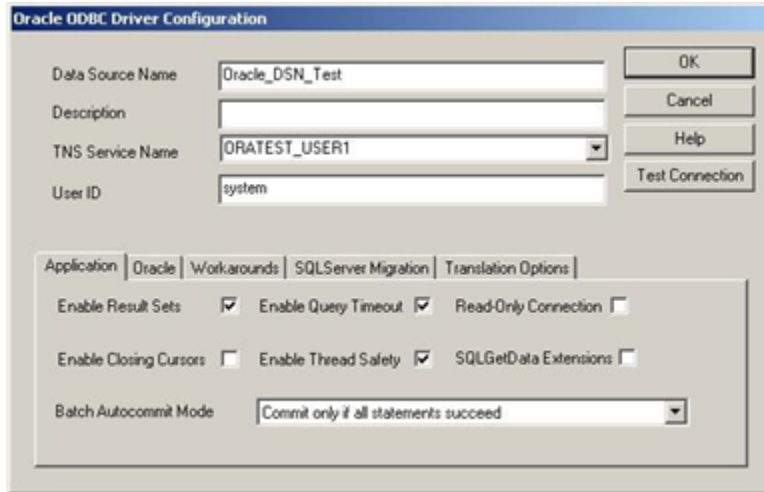 Oracle ODBC Driver Configuration
Data Source Name Oracle_DSN_Test OK
Description Cancel
TNS Service Name ORATEST_USER1 Help
User ID system Test Connection
Application Oracle Workarounds SQLServer Migration Translation Options
Enable Result Sets Enable Query Timeout Read-Only Connection
Enable Closing Cursors Enable Thread Safety SQLGetData Extensions
Batch Autocommit Mode Commit only if all statements succeed